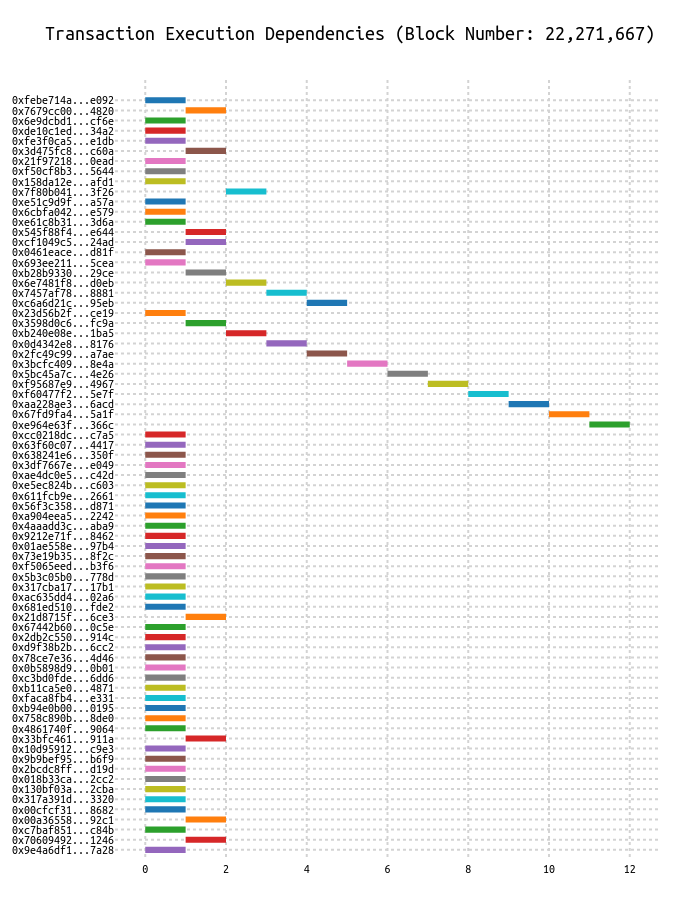 Transaction Execution Dependencies (Block Number: 22,271,667)
0xfebe714a...e092
0x7679cc00...4820
0x6e9dcbd1...cf6e
0xde10c1ed...34a2
0xfe3f0ca5...e1db
0x3d475fc8...c60a
0x21f97218...0ead
0xf50cf8b3...5644
0x158da12e...afd1
0x7f80b041...3f26
0xe51c9d9f...a57a
0x6cbfa042...e579
0xe61c8b31...3d6a
0x545f88f4...e644
0xcf1049c5...24ad
0x0461eace...d81f
0x693ee211...5cea
0xb28b9330...29ce
0x6e7481f8...d0eb
0x7457af78...8881
0xc6a6d21c...95eb
0x23d56b2f...ce19
0x3598d0c6...fc9a
0xb240e08e...1ba5
0x0d4342e8...8176
0x2fc49c99...a7ae
0x3bcfc409...8e4a
0x5bc45a7c...4e26
0xf95687e9...4967
0xf60477f2...5e7f
0xaa228ae3...6acd
0x67fd9fa4...5a1f
0xe964e63f...366c
0xcc0218dc...c7a5
0x63f60c07...4417
0x638241e6...350f
0x3df7667e...e049
0xae4dc0e5...c42d
0xe5ec824b...c603
0x611fcb9e...2661
0x56f3c358...d871
0xa904eea5...2242
0x4aaadd3c...aba9
0x9212e71f...8462
0x01ae558e...97b4
0x73e19b35...8f2c
0xf5065eed...b3f6
0x5b3c05b0...778d
0x317cba17...17b1
0xac635dd4...02a6
0x681ed510...fde2
0x21d8715f...6ce3
0x67442b60...0c5e
0x2db2c550...914c
0xd9f38b2b...6cc2
0x78ce7e36...4d46
0x0b5898d9...0b01
0xc3bd0fde...6dd6
0xb11ca5e0...4871
0xfaca8fb4...e331
0xb94e0b00...0195
0x758c890b...8de0
0x4861740f...9064
0x33bfc461...911a
0x10d95912...c9e3
0x9b9bef95...b6f9
0x2bcdc8ff...d19d
0x018b33ca...2cc2
0x130bf03a...2cba
0x317a391d...3320
0x00cfcf31...8682
0x00a36558...92c1
0xc7baf851...c84b
0x70609492...1246
0x9e4a6df1...7a28
0 2 4 6 8 10 12